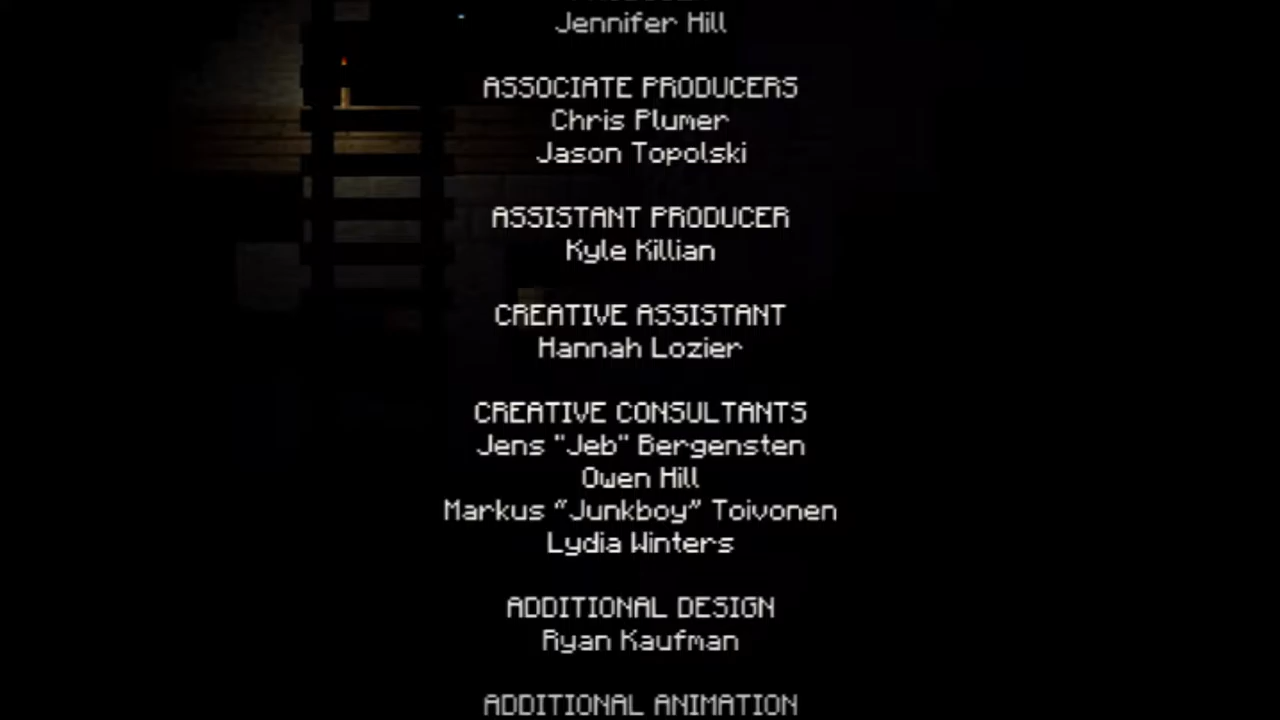 Jennifer Hill
ASSOCIATE PRODUCERS
Chris Plumer
Jason Topolski
ASSISTANT PRODUCER
Kyle Killian
CREATIVE ASSISTANT
Hannah Lozier
CREATIVE CONSULTANTS
Jens "Jeb" Bergensten
Owen Hill
Markus “Junkboy” Toivonen
Lydia Winters
ADDITIONAL DESIGN
Ryan Kaufman
ADDITIONAL ANIMATION